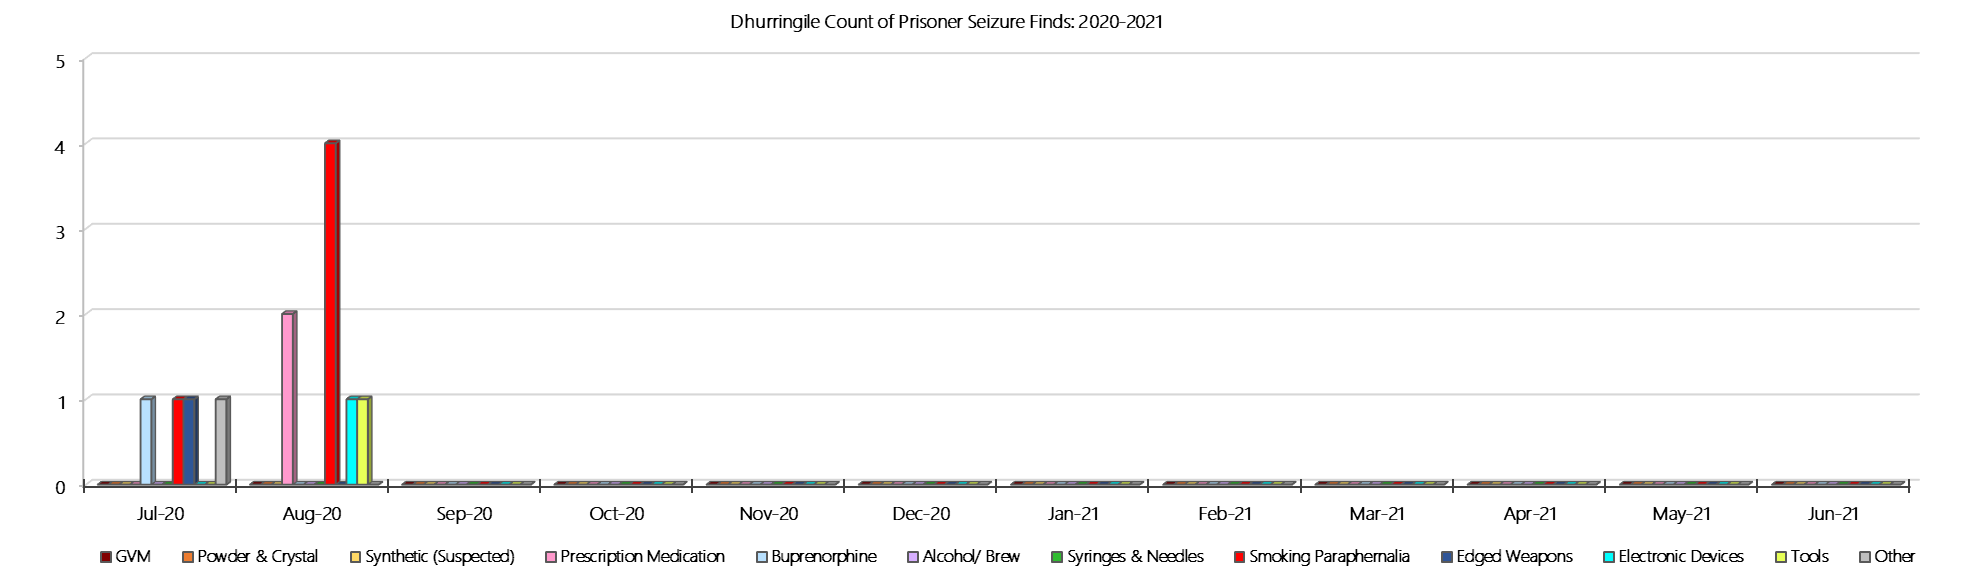 Dhurringile Count of Prisoner Seizure Finds: 2020-2021
5
4
3
2
1
0
Jul-20 Aug-20 Sep-20 Oct-20 Nov-20 Dec-20 Jan-21 Feb-21 Mar-21 Apr-21 May-21 Jun-21
GVM Powder & Crystal Synthetic (Suspected) Prescription Medication Buprenorphine Alcohol/ Brew Syringes & Needles Smoking Paraphernalia Edged Weapons Electronic Devices Tools Other